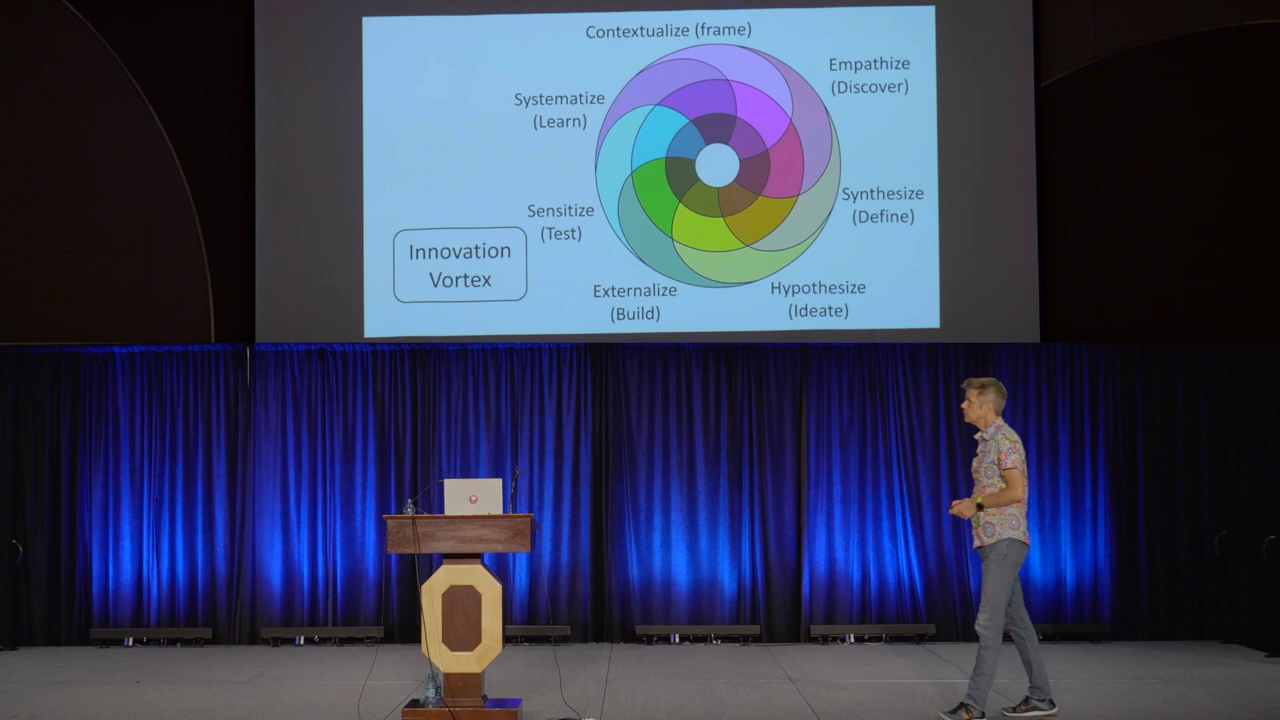 Contextualize (frame)
Empathize
(Discover)
Systematize
(Learn)
Synthesize
(Define)
Sensitize
(Test)
Innovation
Vortex
Externalize
(Build)
Hypothesize
(Ideate)